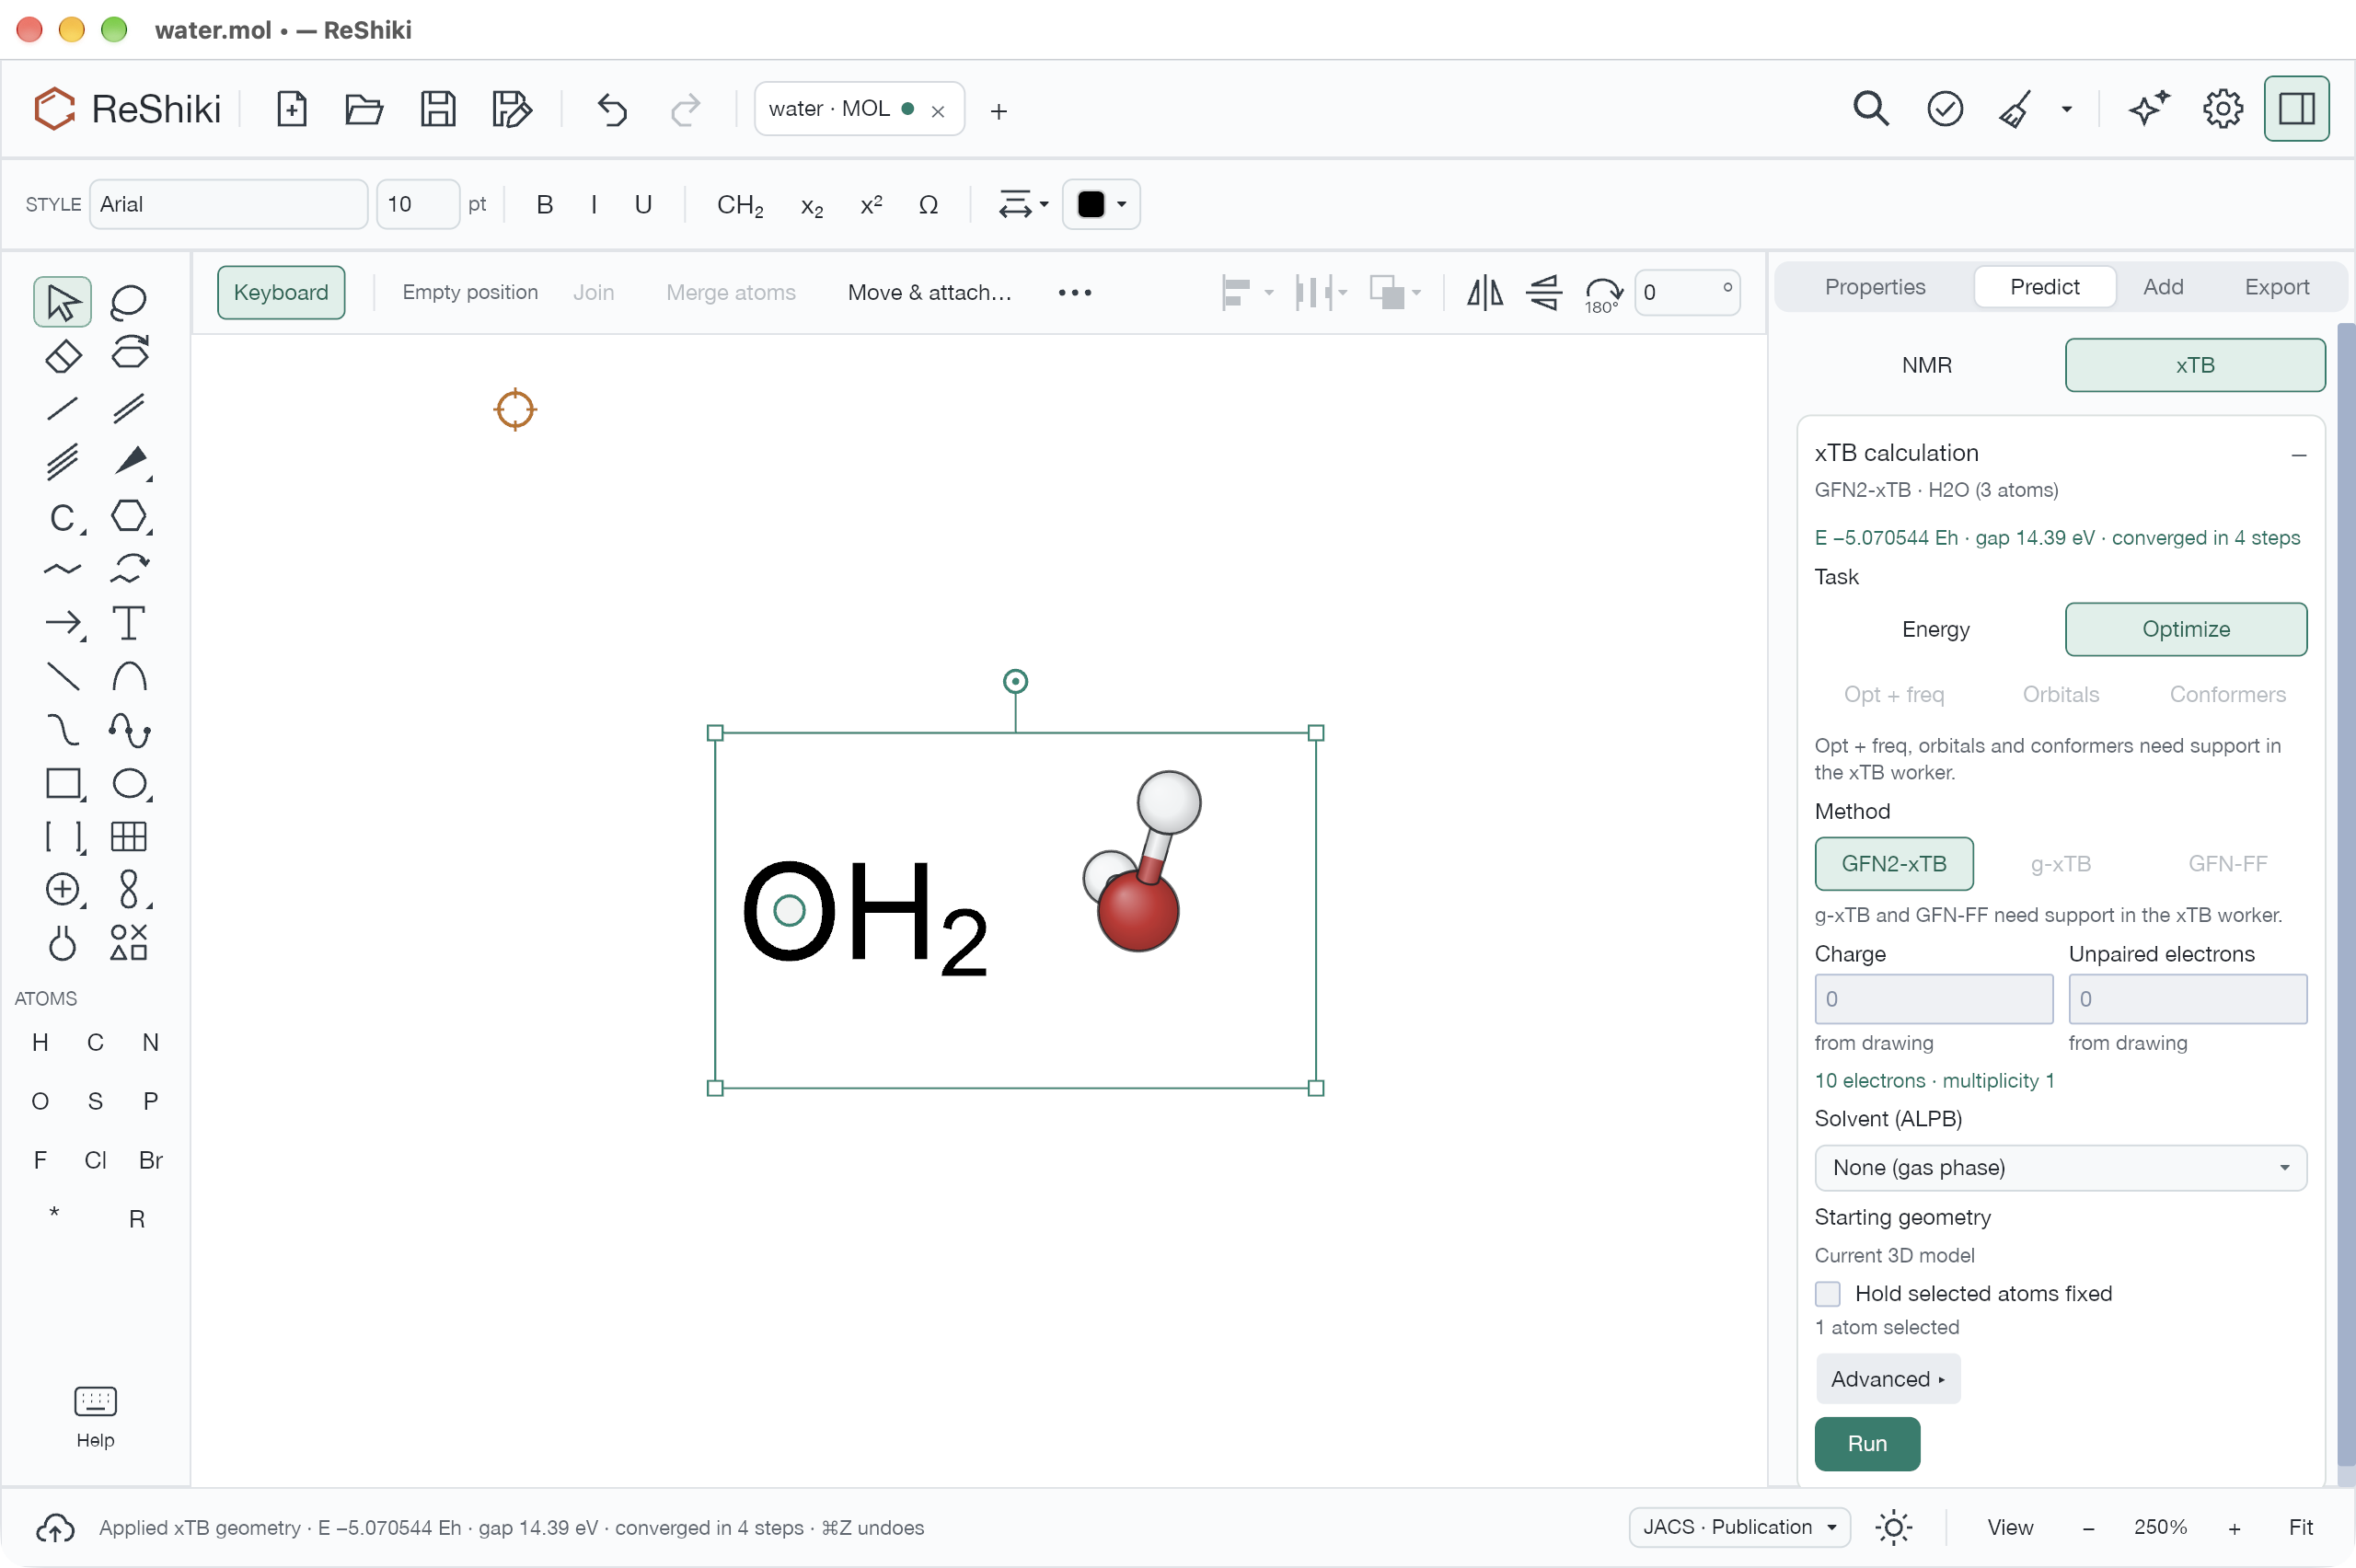 water.mol • — ReShiki
ReShiki
water · MOL
STYLE Arial 10 pt B I U CH₂ x₂ x² Ω
Keyboard Empty position Join Merge atoms Move & attach... 180° 0 °
Properties Predict Add Export
NMR xTB
xTB calculation
GFN2-xTB · H2O (3 atoms)
E −5.070544 Eh · gap 14.39 eV · converged in 4 steps
Task
Energy Optimize
Opt + freq Orbitals Conformers
Opt + freq, orbitals and conformers need support in
the xTB worker.
Method
GFN2-xTB g-xTB GFN-FF
g-xTB and GFN-FF need support in the xTB worker.
Charge Unpaired electrons
0 0
from drawing from drawing
10 electrons · multiplicity 1
Solvent (ALPB)
None (gas phase)
Starting geometry
Current 3D model
Hold selected atoms fixed
1 atom selected
Advanced ▸
Run
C
T
[ ]
OH₂
ATOMS
H C N
O S P
F Cl Br
* R
Help
Applied xTB geometry · E −5.070544 Eh · gap 14.39 eV · converged in 4 steps · ⌘Z undoes
JACS · Publication View − 250% + Fit